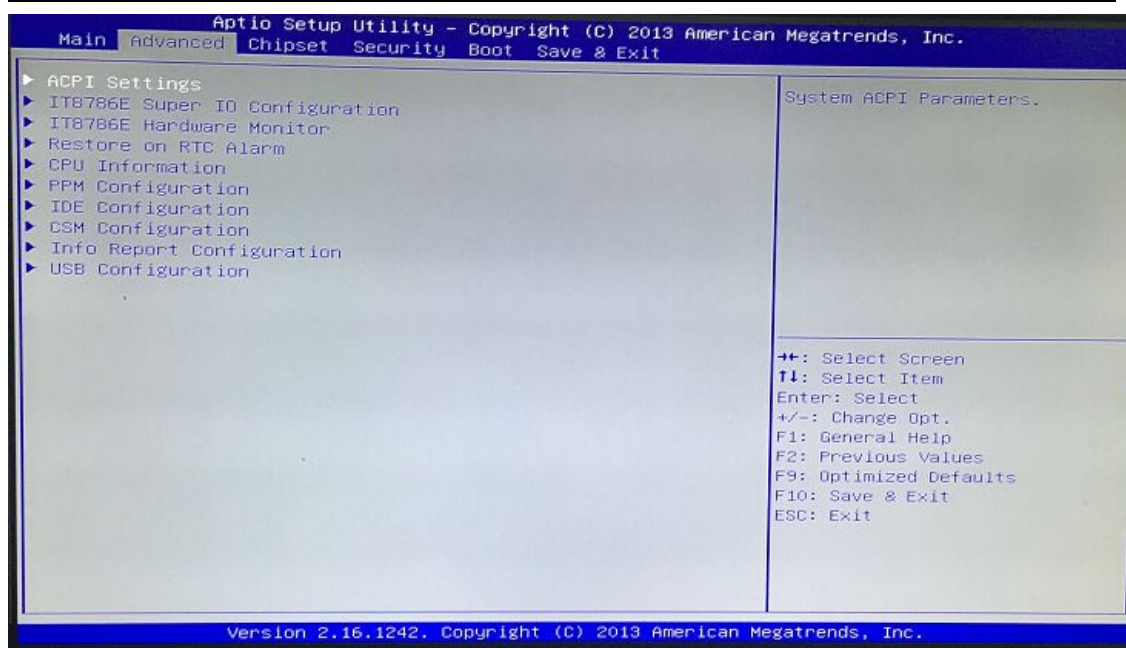 Aptio Setup Utility – Copyright (C) 2013 American Megatrends, Inc.
Main Advanced Chipset Security Boot Save & Exit
► ACPI Settings
► IT8786E Super IO Configuration
► IT8786E Hardware Monitor
► Restore on RTC Alarm
► CPU Information
► PPM Configuration
► IDE Configuration
► CSM Configuration
► Info Report Configuration
► USB Configuration
System ACPI Parameters.
→←: Select Screen
↑↓: Select Item
Enter: Select
+/-: Change Opt.
F1: General Help
F2: Previous Values
F9: Optimized Defaults
F10: Save & Exit
ESC: Exit
Version 2.16.1242. Copyright (C) 2013 American Megatrends, Inc.